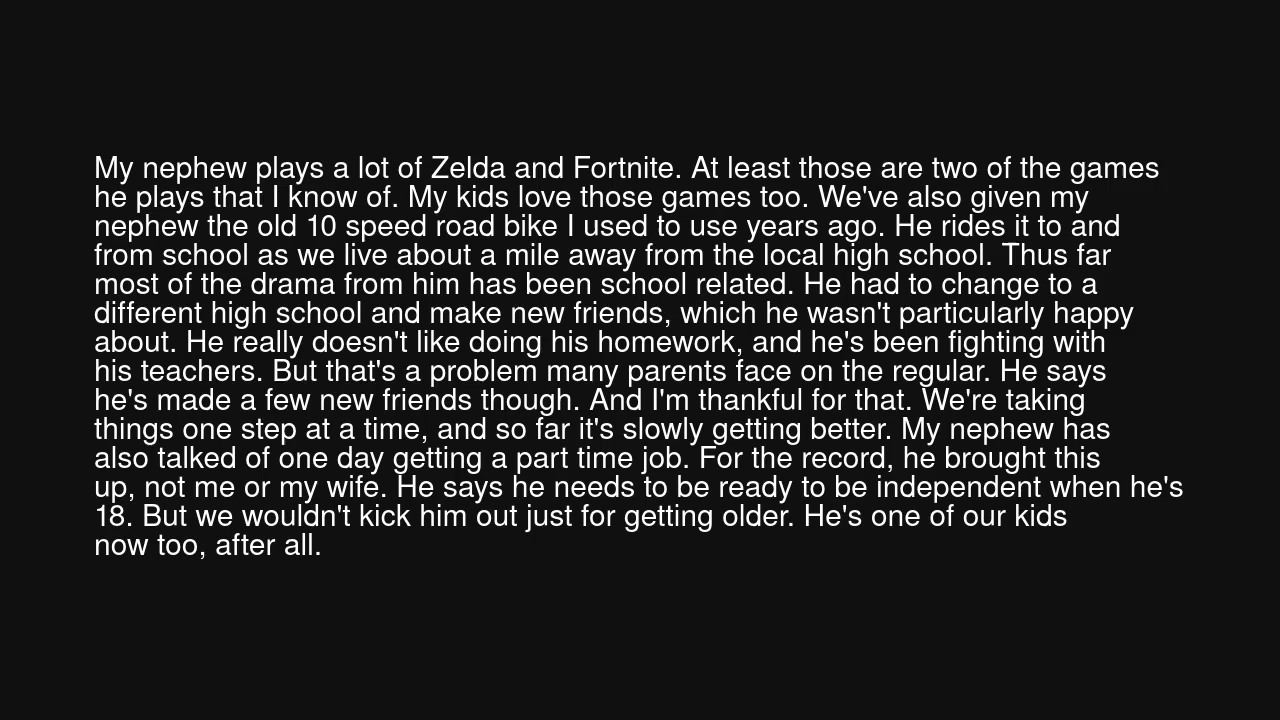 My nephew plays a lot of Zelda and Fortnite. At least those are two of the games
he plays that I know of. My kids love those games too. We've also given my
nephew the old 10 speed road bike I used to use years ago. He rides it to and
from school as we live about a mile away from the local high school. Thus far
most of the drama from him has been school related. He had to change to a
different high school and make new friends, which he wasn't particularly happy
about. He really doesn't like doing his homework, and he's been fighting with
his teachers. But that's a problem many parents face on the regular. He says
he's made a few new friends though. And I'm thankful for that. We're taking
things one step at a time, and so far it's slowly getting better. My nephew has
also talked of one day getting a part time job. For the record, he brought this
up, not me or my wife. He says he needs to be ready to be independent when he's
18. But we wouldn't kick him out just for getting older. He's one of our kids
now too, after all.